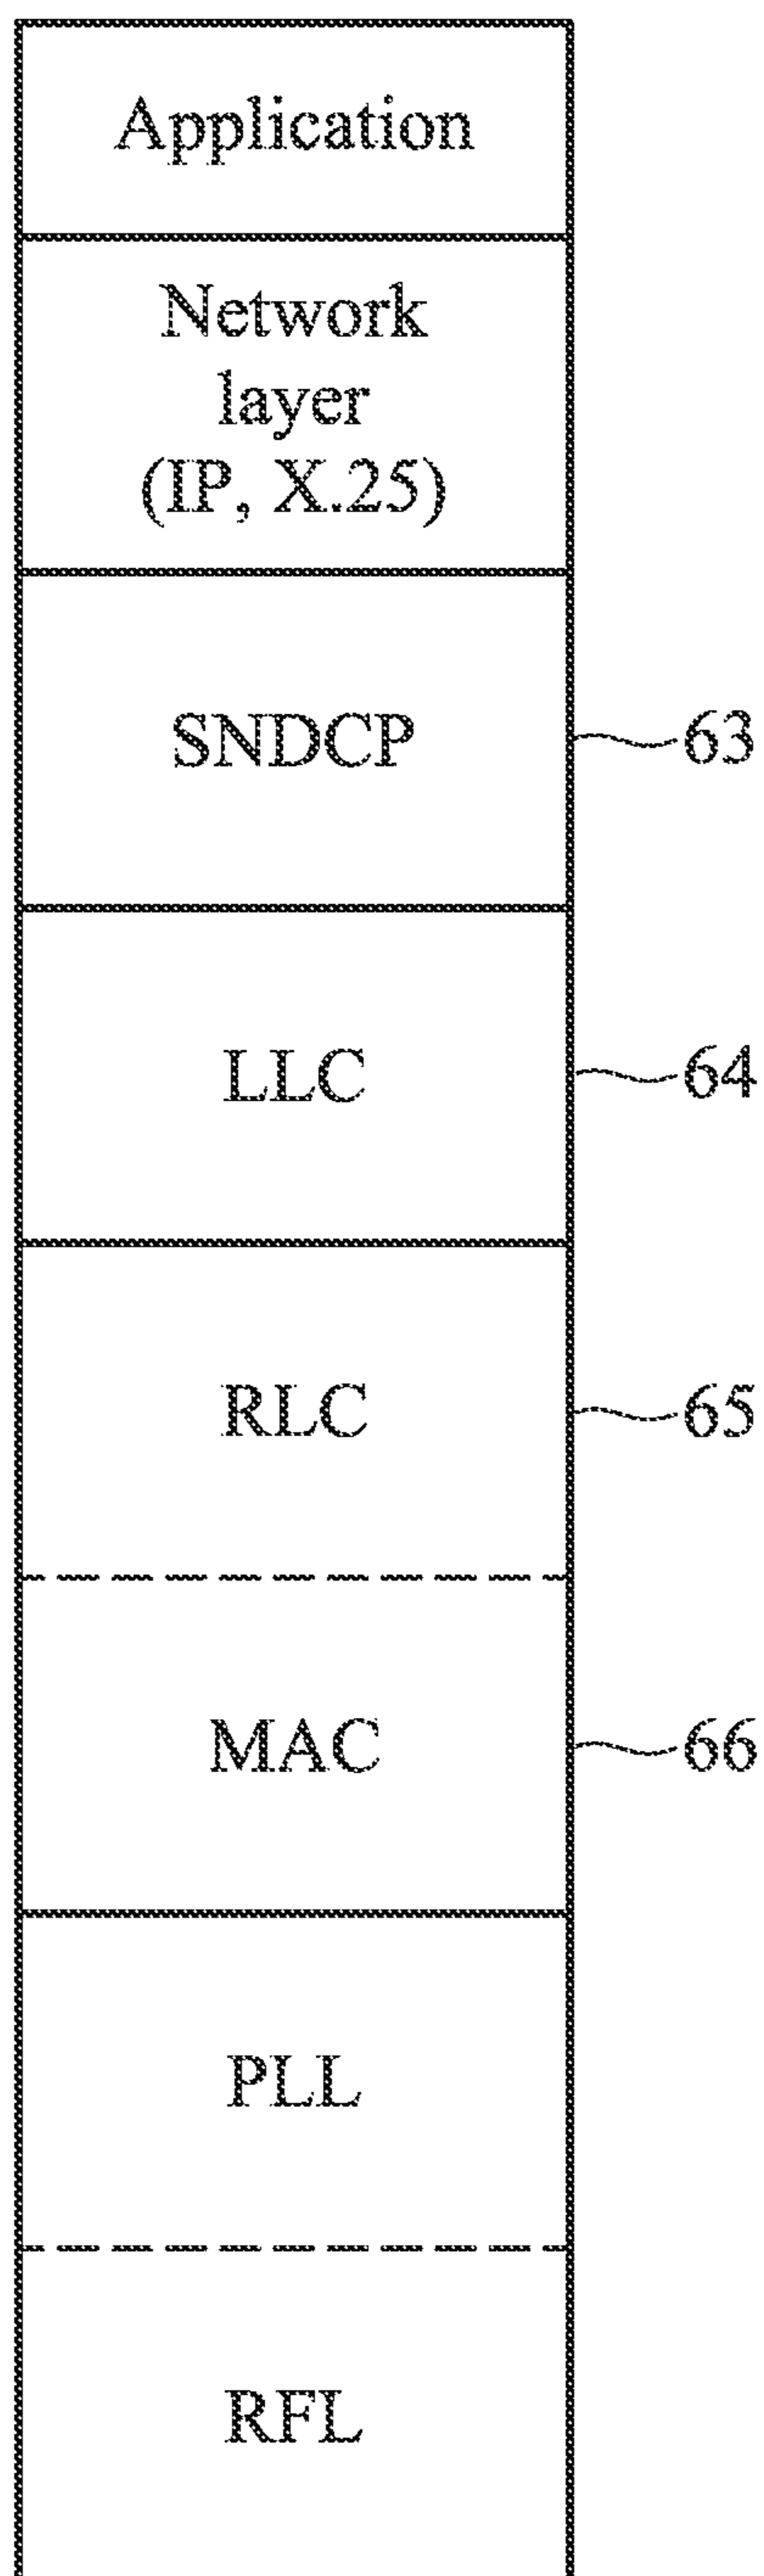 Application
Network
layer
(IP, X.25)
SNDCP
63
LLC
64
RLC
65
MAC
66
PLL
RFL